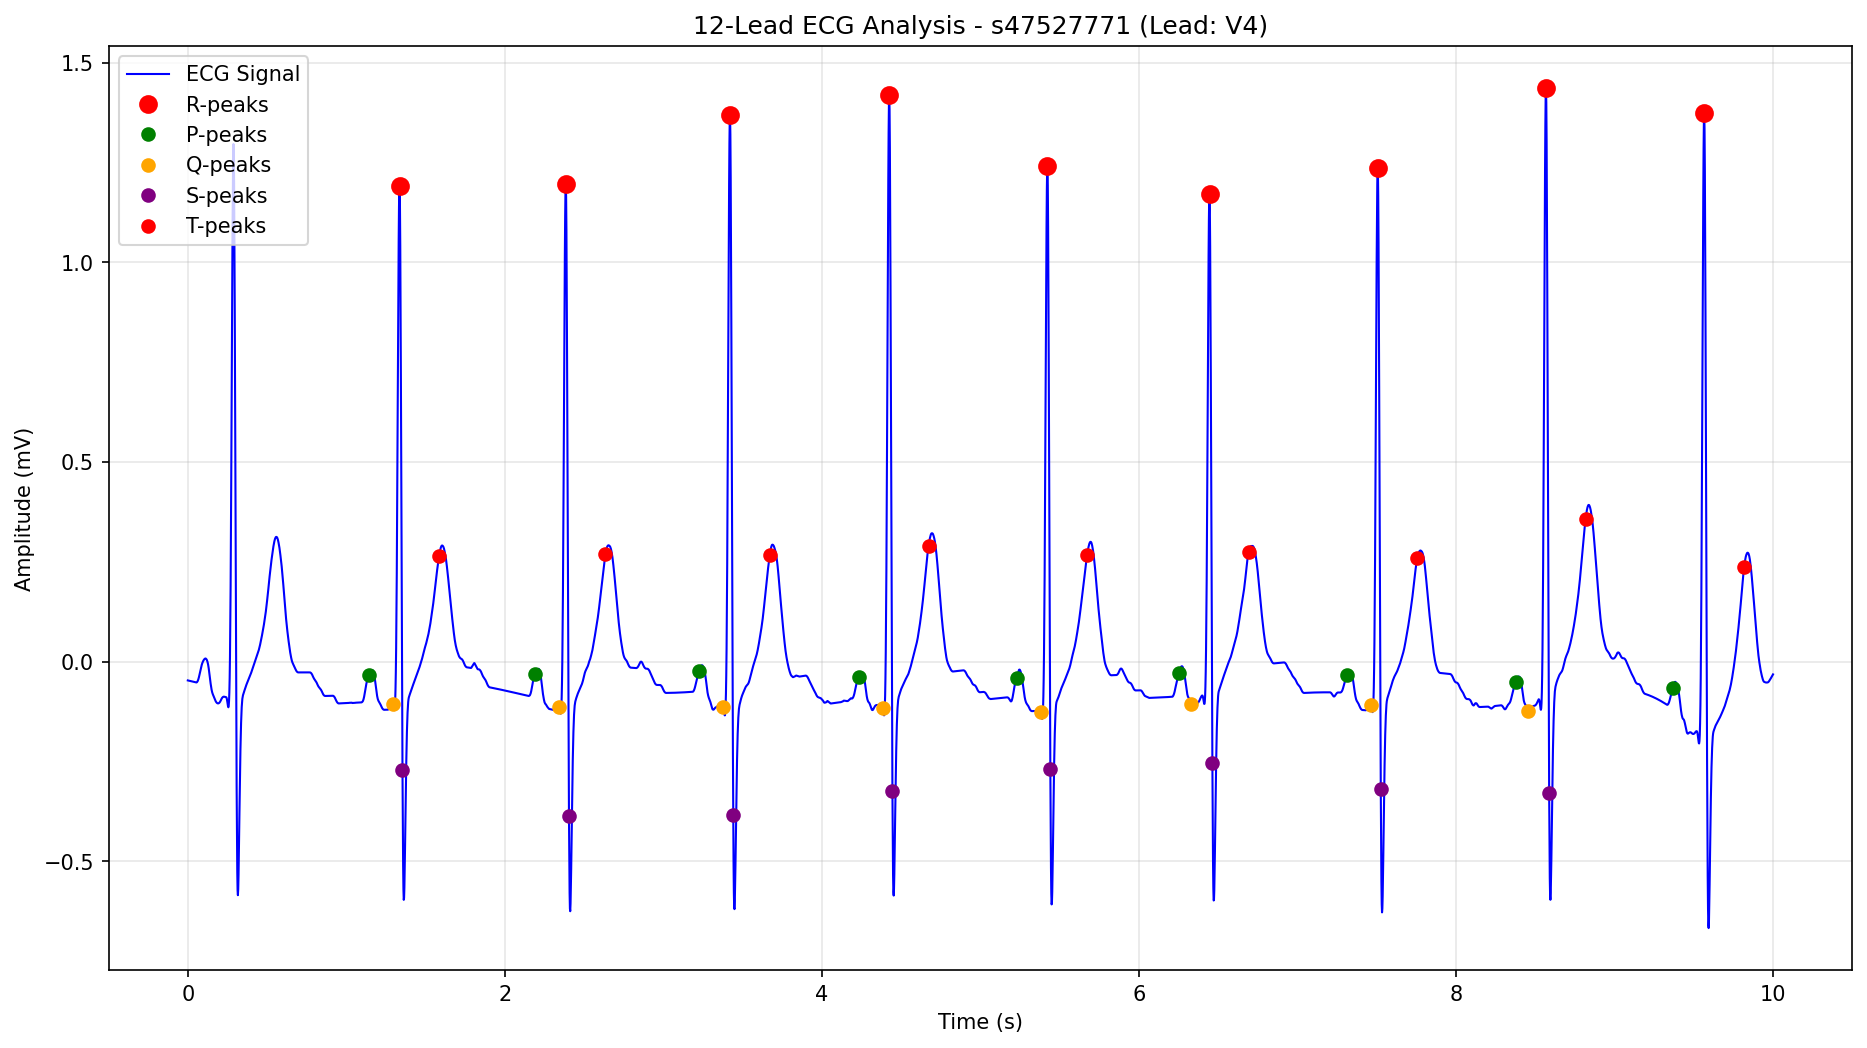 12-Lead ECG Analysis - s47527771 (Lead: V4)
ECG Signal
R-peaks
P-peaks
Q-peaks
S-peaks
T-peaks
1.5
1.0
0.5
0.0
−0.5
Amplitude (mV)
0
2
4
6
8
10
Time (s)